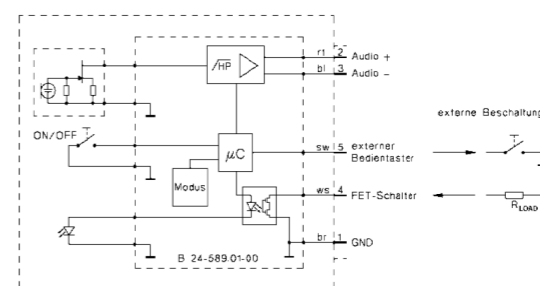 rt 2 Audio +
/HP
bl 3 Audio -
externe Beschaltung
ON/OFF
µC
sw 5 externer
Bedientaster
Modus
ws 4 FET-Schalter
RLOAD
br 1 GND
B 24-589.01-00